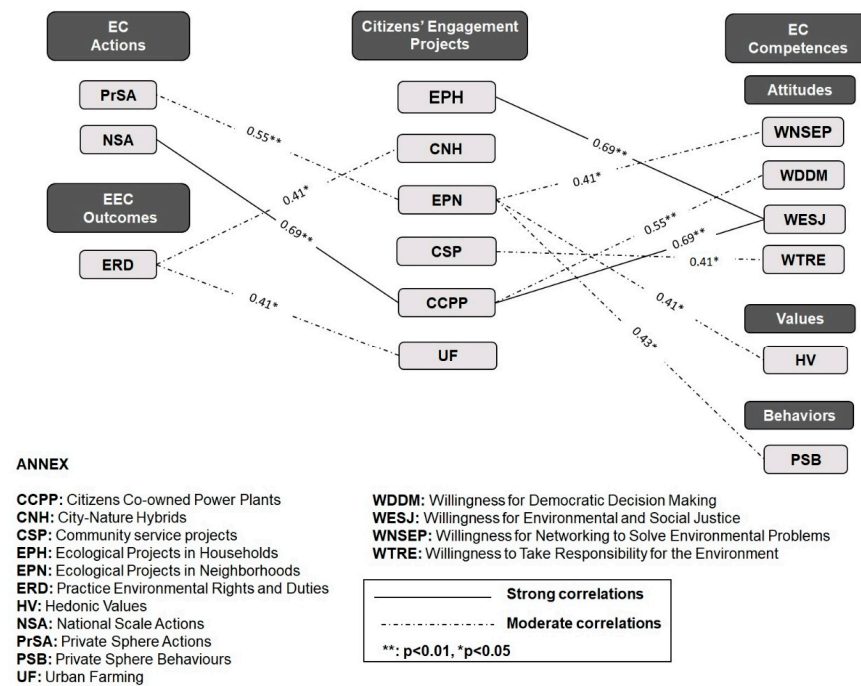 EC
Actions
PrSA
NSA
EEC
Outcomes
ERD
Citizens' Engagement
Projects
EPH
CNH
EPN
CSP
CCPP
UF
EC
Competences
Attitudes
WNSEP
WDDM
WESJ
WTRE
Values
HV
Behaviors
PSB
0.55**
0.41*
0.69**
0.41*
0.69**
0.41*
0.55**
0.69**
0.41*
0.41*
0.43*
ANNEX
CCPP: Citizens Co-owned Power Plants
CNH: City-Nature Hybrids
CSP: Community service projects
EPH: Ecological Projects in Households
EPN: Ecological Projects in Neighborhoods
ERD: Practice Environmental Rights and Duties
HV: Hedonic Values
NSA: National Scale Actions
PrSA: Private Sphere Actions
PSB: Private Sphere Behaviours
UF: Urban Farming
WDDM: Willingness for Democratic Decision Making
WESJ: Willingness for Environmental and Social Justice
WNSEP: Willingness for Networking to Solve Environmental Problems
WTRE: Willingness to Take Responsibility for the Environment
Strong correlations
Moderate correlations
**: p<0.01, *p<0.05